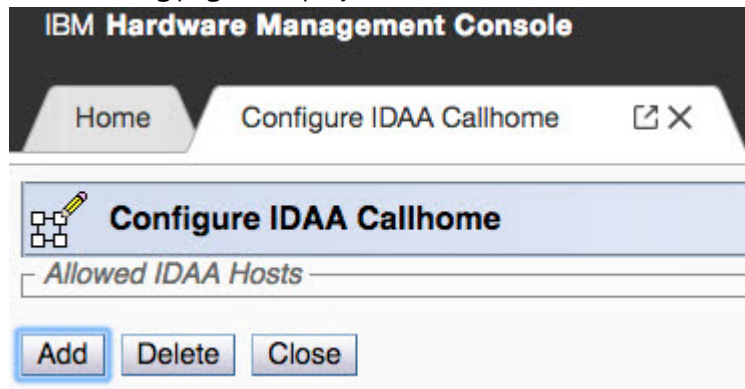 IBM Hardware Management Console
Home Configure IDAA Callhome
Configure IDAA Callhome
Allowed IDAA Hosts
Add Delete Close